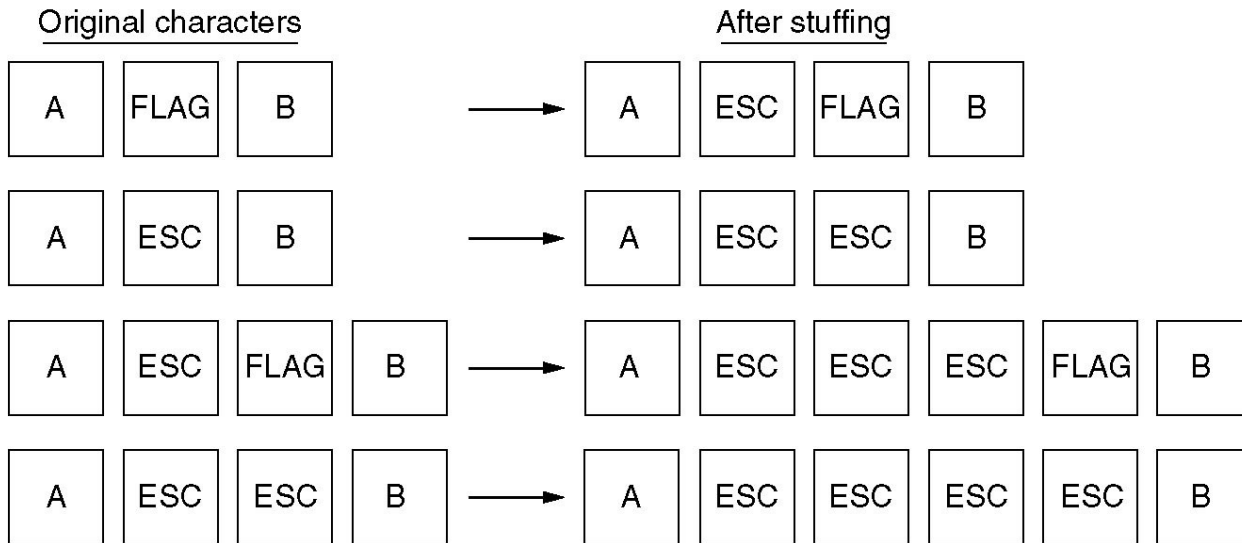 Original characters After stuffing
A FLAG B A ESC FLAG B
A ESC B A ESC ESC B
A ESC FLAG B A ESC ESC ESC FLAG B
A ESC ESC B A ESC ESC ESC ESC B